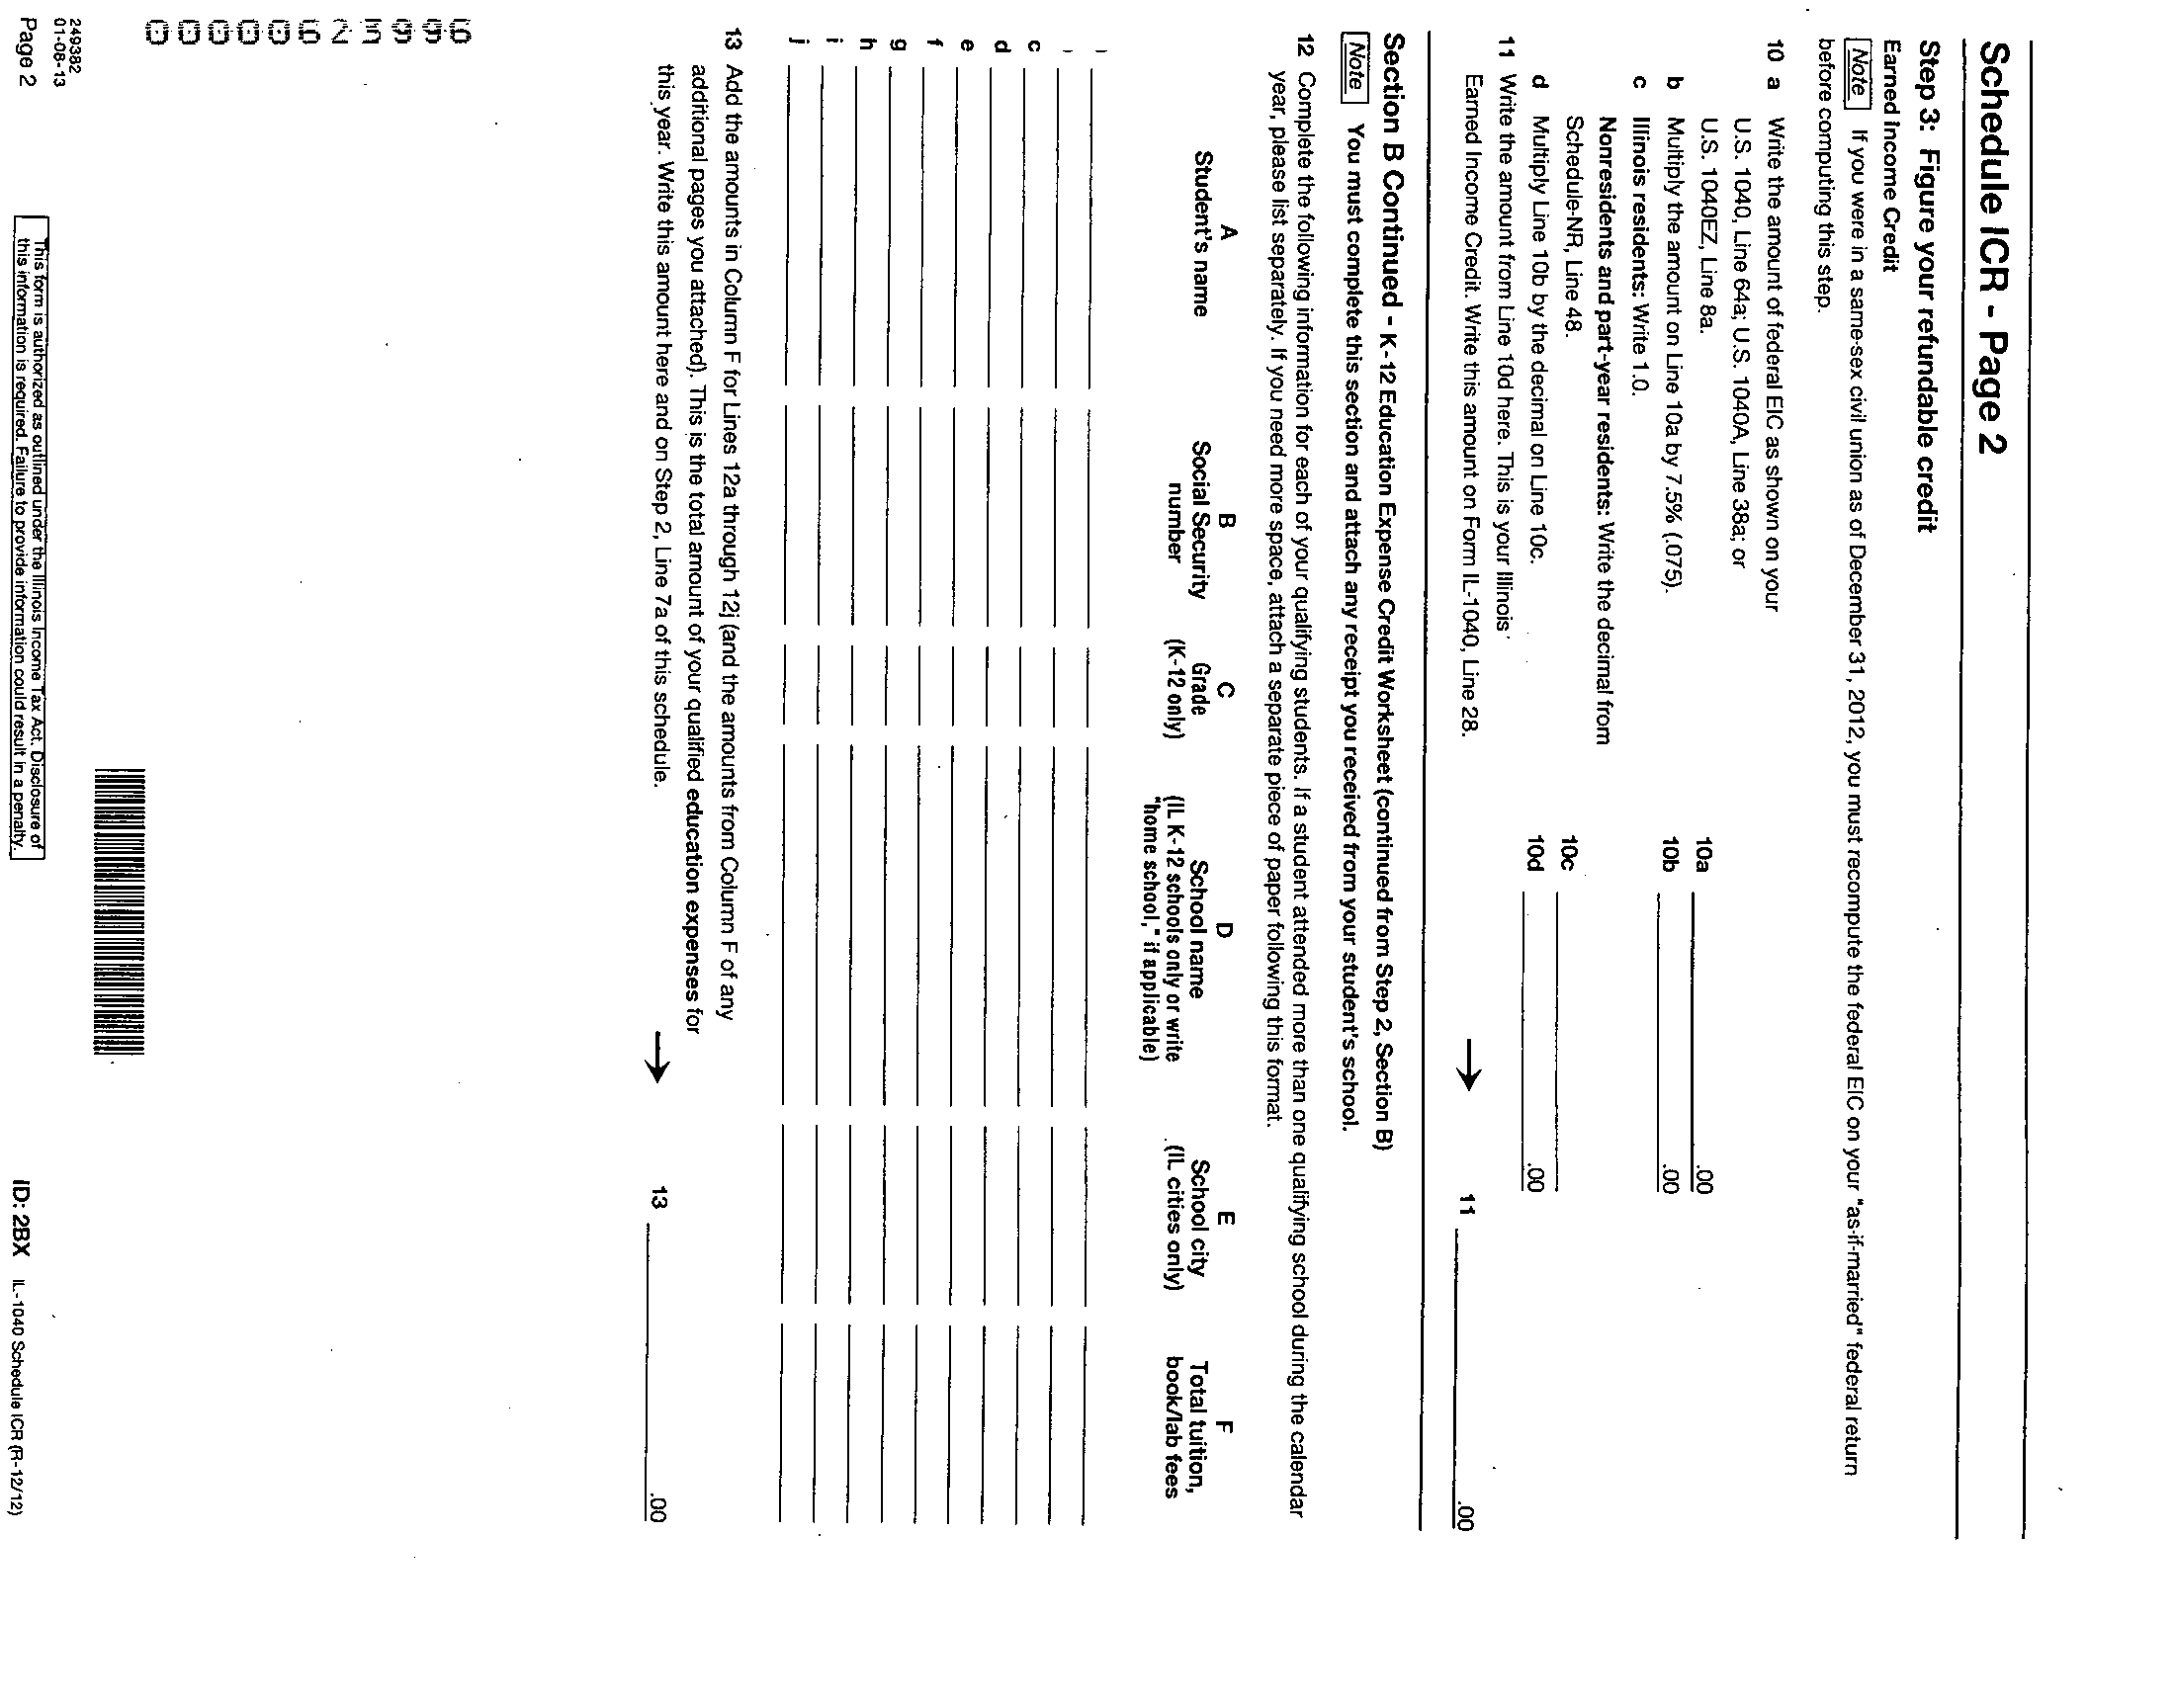 Schedule ICR - Page 2
Step 3: Figure your refundable credit
Earned Income Credit
Note If you were in a same-sex civil union as of December 31, 2012, you must recompute the federal EIC on your "as-if-married" federal return
before computing this step.
10 a Write the amount of federal EIC as shown on your
U.S. 1040, Line 64a; U.S. 1040A, Line 38a; or
U.S. 1040EZ, Line 8a. 10a .00
b Multiply the amount on Line 10a by 7.5% (.075). 10b .00
c Illinois residents: Write 1.0.
Nonresidents and part-year residents: Write the decimal from
Schedule-NR, Line 48. 10c
d Multiply Line 10b by the decimal on Line 10c. 10d .00
11 Write the amount from Line 10d here. This is your Illinois
Earned Income Credit. Write this amount on Form IL-1040, Line 28. → 11 .00
Section B Continued - K-12 Education Expense Credit Worksheet (continued from Step 2, Section B)
Note You must complete this section and attach any receipt you received from your student's school.
12 Complete the following information for each of your qualifying students. If a student attended more than one qualifying school during the calendar
year, please list separately. If you need more space, attach a separate piece of paper following this format.
A B C D E F
Student's name Social Security Grade School name School city Total tuition,
number (K-12 only) (IL K-12 schools only or write (IL cities only) book/lab fees
"home school," if applicable)
c
d
e
f
g
h
i
j
13 Add the amounts in Column F for Lines 12a through 12j (and the amounts from Column F of any
additional pages you attached). This is the total amount of your qualified education expenses for
this year. Write this amount here and on Step 2, Line 7a of this schedule. → 13 .00
249382
01-08-13
Page 2
This form is authorized as outlined under the Illinois Income Tax Act. Disclosure of
this information is required. Failure to provide information could result in a penalty.
ID: 2BX IL-1040 Schedule ICR (R-12/12)